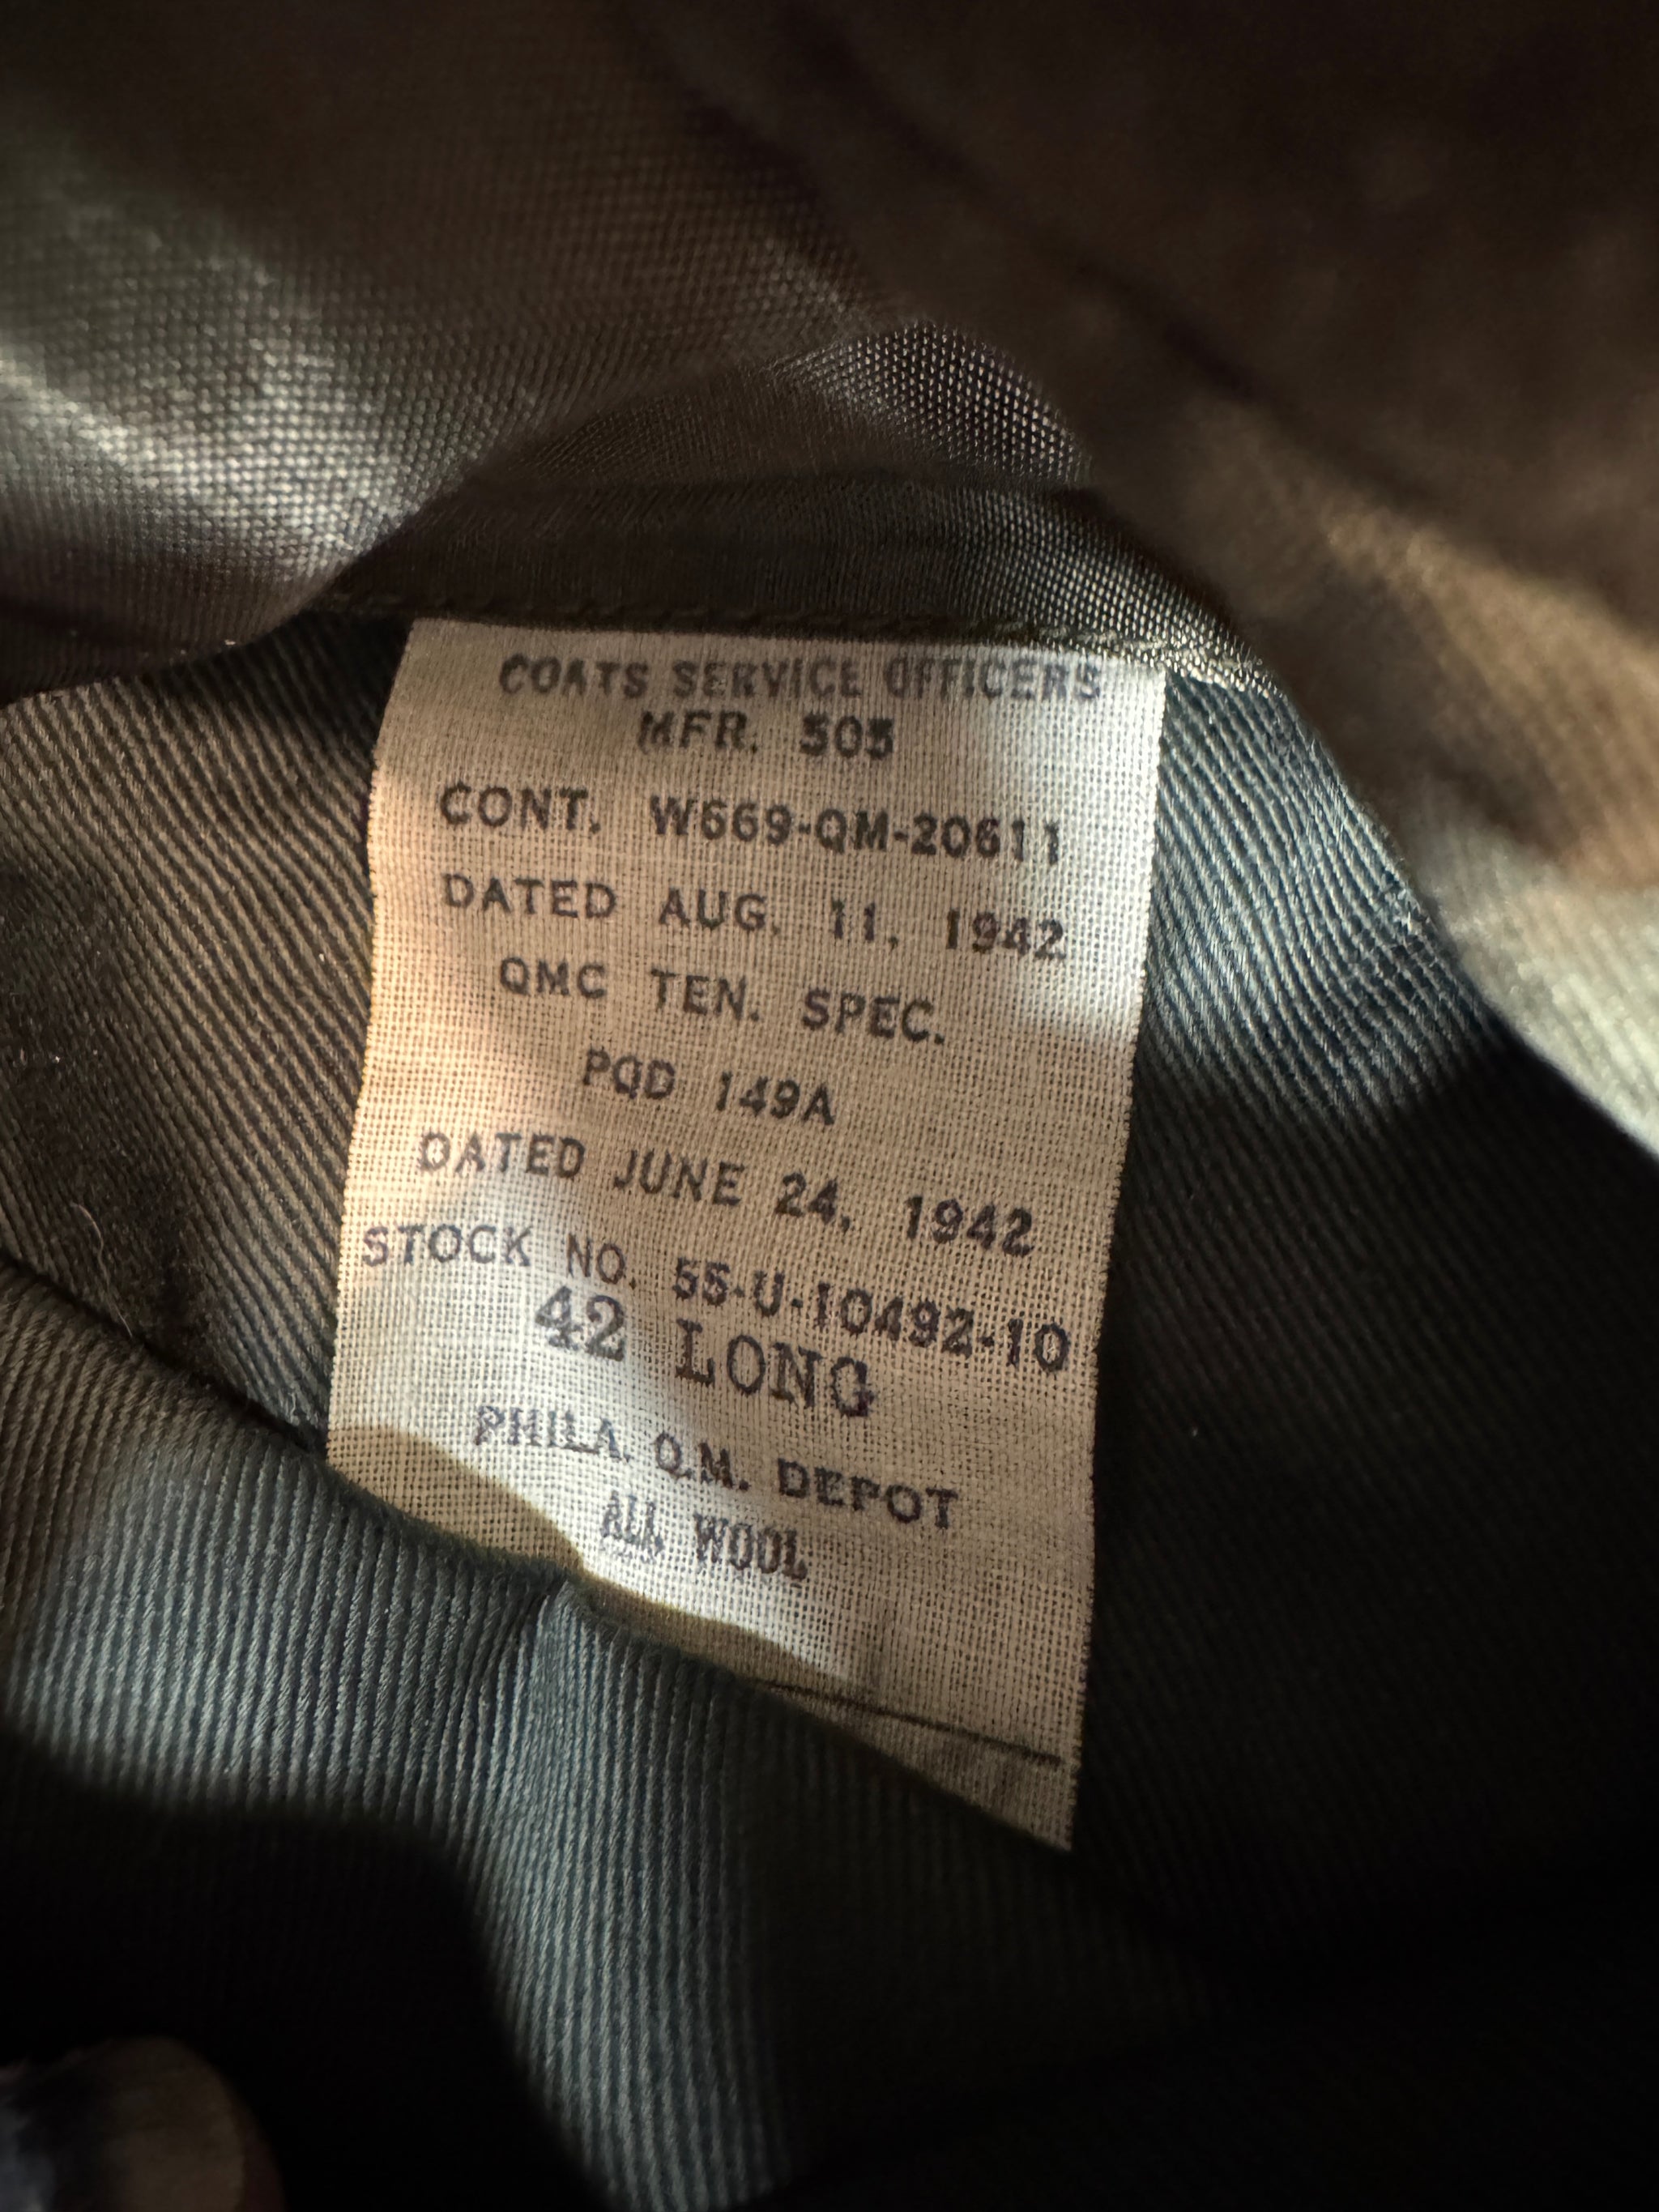 COATS SERVICE OFFICERS
MFR. 505
CONT. W669-QM-20611
DATED AUG. 11, 1942
QMC TEN. SPEC.
PQD 149A
DATED JUNE 24, 1942
STOCK NO. 55-U-10492-10
42 LONG
PHILA. Q.M. DEPOT
ALL WOOL